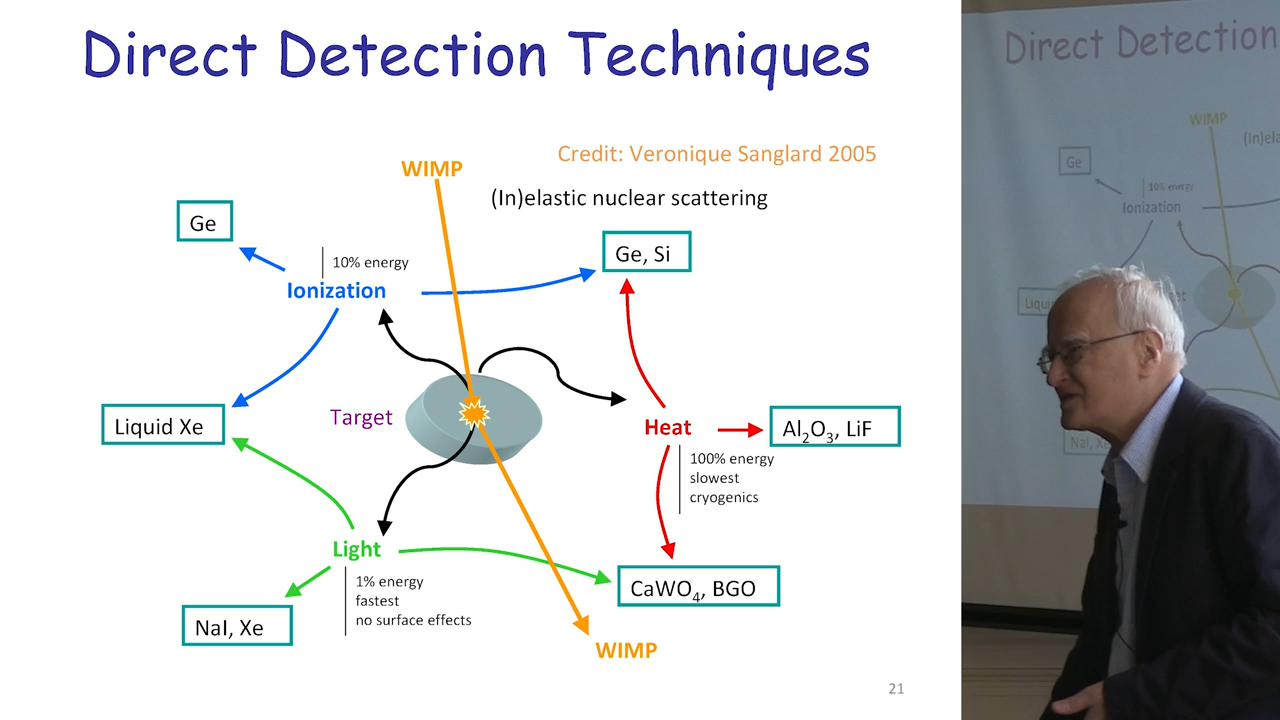 Direct Detection Techniques
Credit: Veronique Sanglard 2005
WIMP
(In)elastic nuclear scattering
Ge
Ge, Si
10% energy
Ionization
Liquid Xe
Target
Heat
Al₂O₃, LiF
100% energy
slowest
cryogenics
Light
1% energy
fastest
no surface effects
CaWO₄, BGO
NaI, Xe
WIMP
21
Direct Detection
WIMP
Ge
10% energy
Ionization